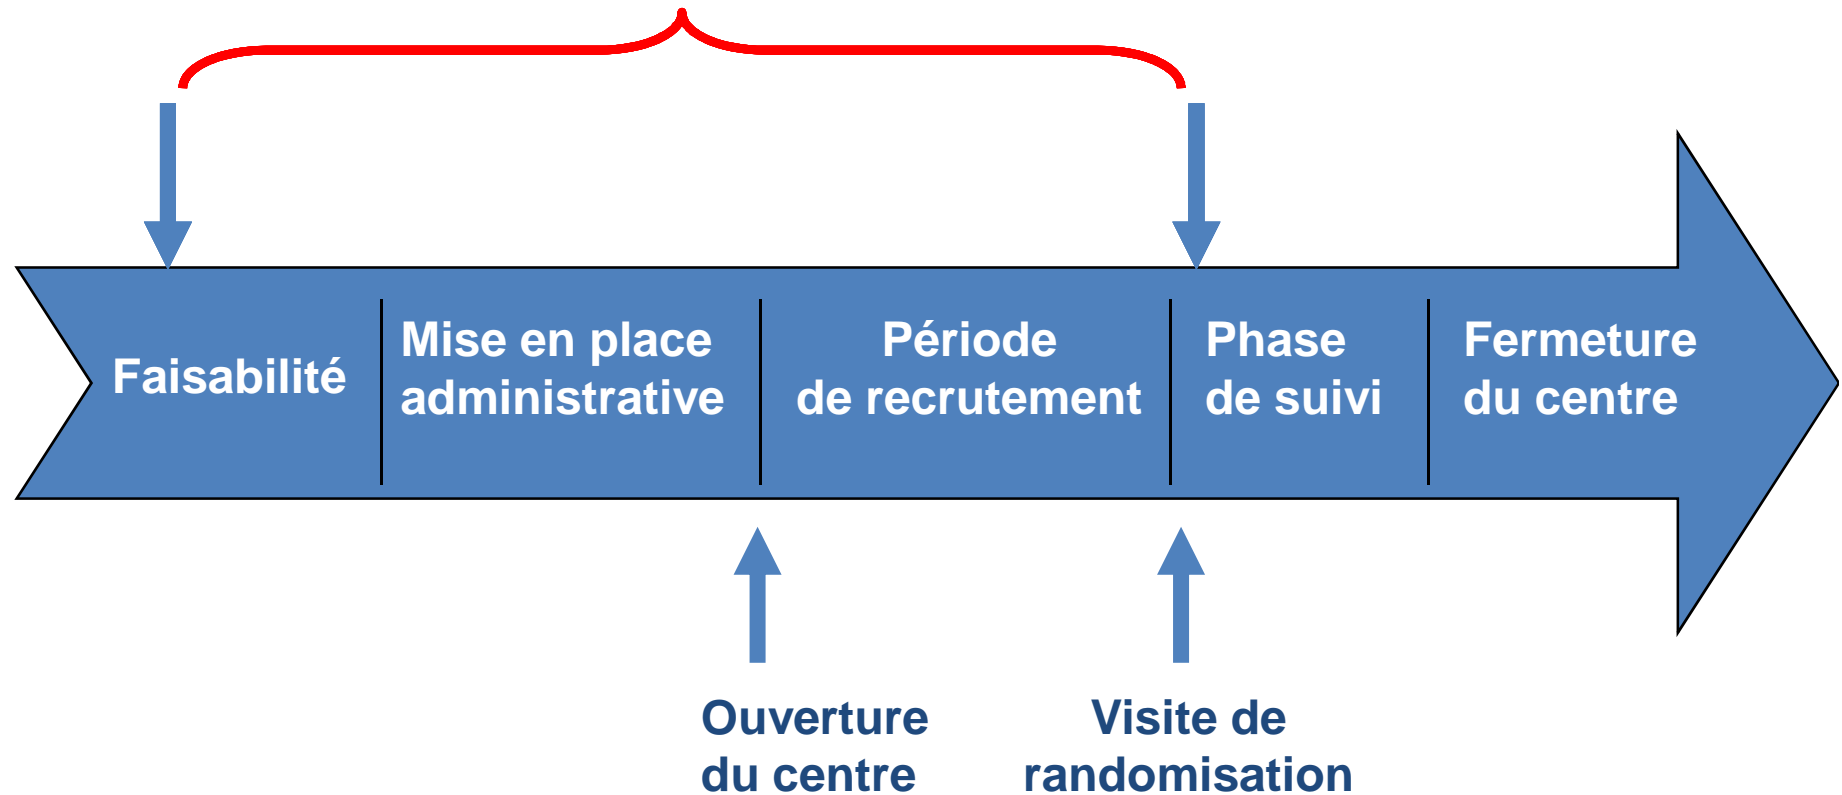 Faisabilité
Mise en place
administrative
Période
de recrutement
Phase
de suivi
Fermeture
du centre
Ouverture
du centre
Visite de
randomisation